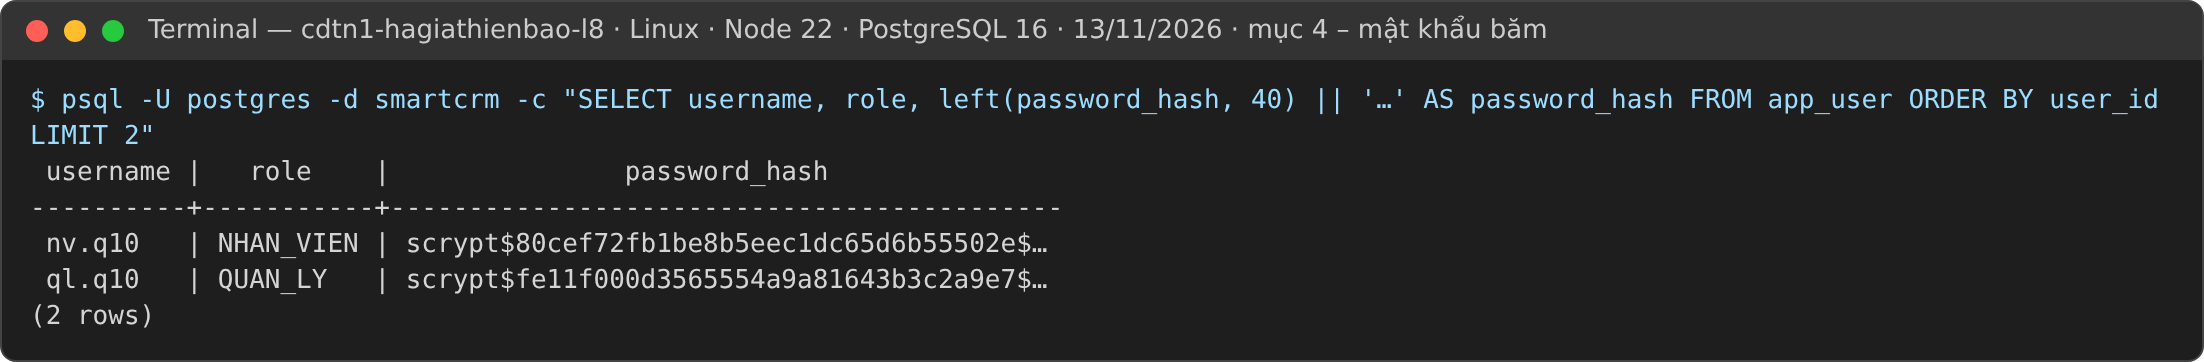 Terminal — cdtn1-hagiathienbao-l8 · Linux · Node 22 · PostgreSQL 16 · 13/11/2026 · mục 4 – mật khẩu băm
$ psql -U postgres -d smartcrm -c "SELECT username, role, left(password_hash, 40) || '…' AS password_hash FROM app_user ORDER BY user_id
LIMIT 2"
 username |   role    |               password_hash
----------+-----------+-------------------------------------------
 nv.q10   | NHAN_VIEN | scrypt$80cef72fb1be8b5eec1dc65d6b55502e$…
 ql.q10   | QUAN_LY   | scrypt$fe11f000d3565554a9a81643b3c2a9e7$…
(2 rows)